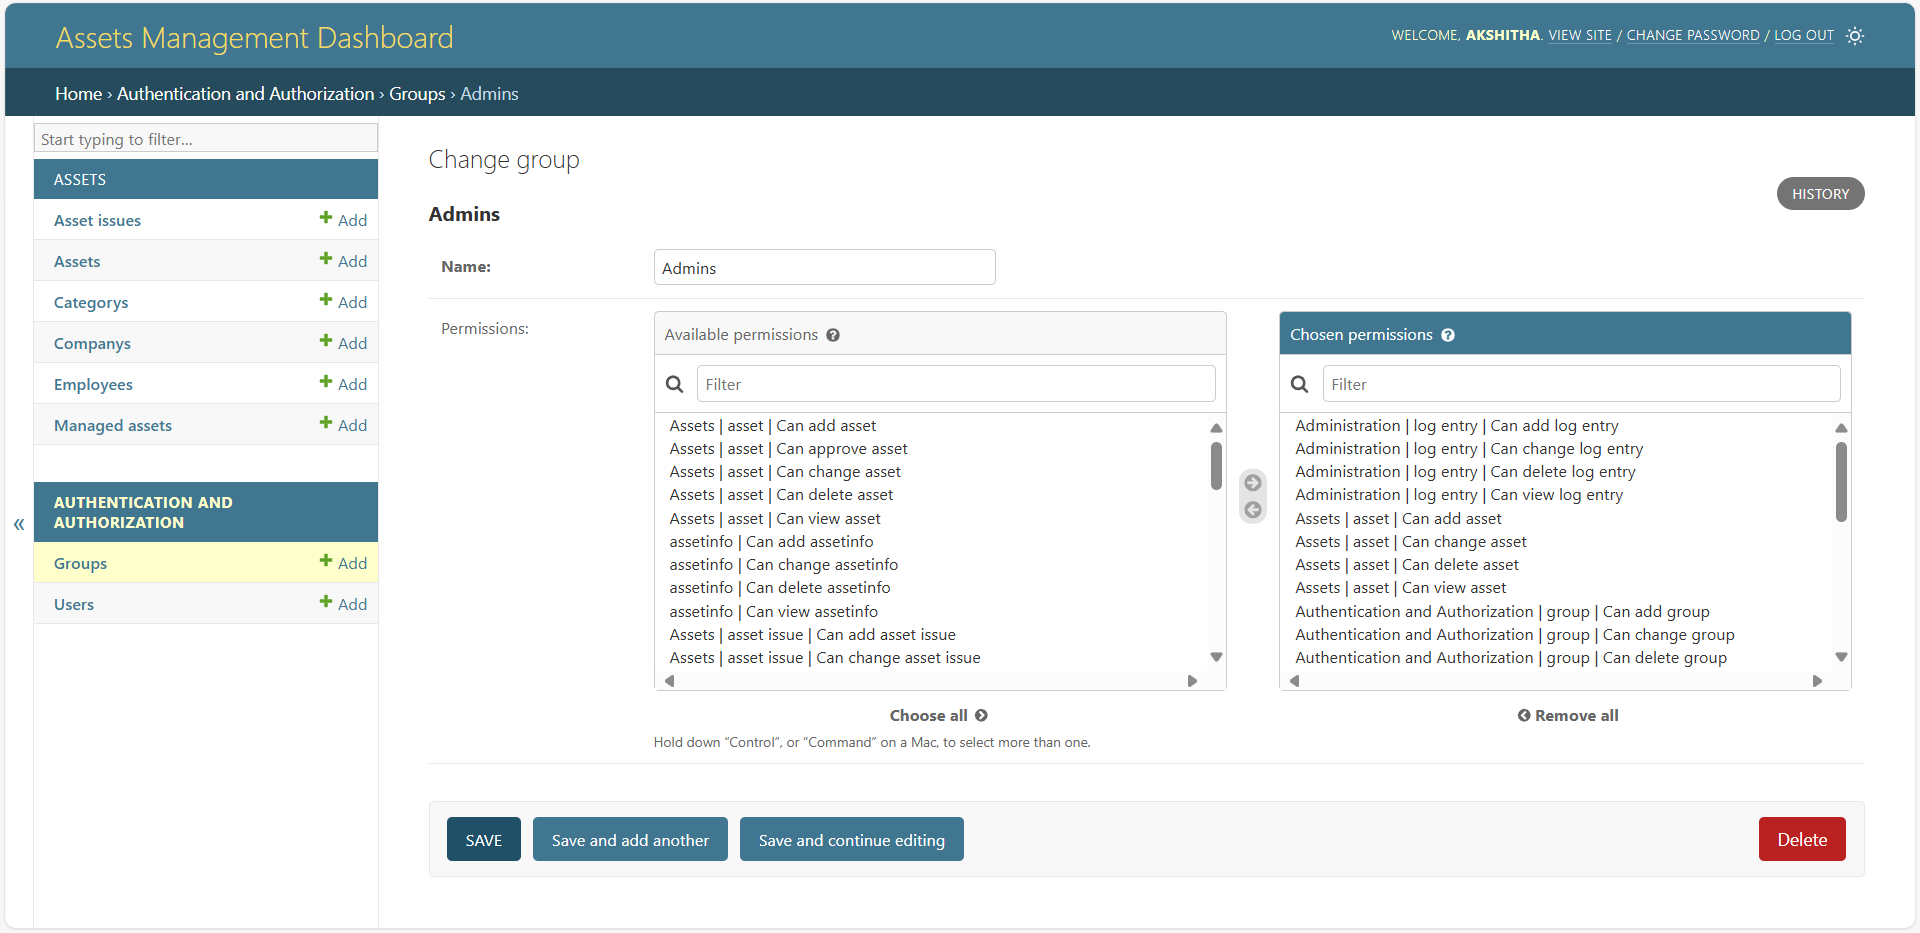 Assets Management Dashboard
WELCOME, AKSHITHA. VIEW SITE / CHANGE PASSWORD / LOG OUT
Home › Authentication and Authorization › Groups › Admins
Start typing to filter...
ASSETS
Asset issues Add
Assets Add
Categorys Add
Companys Add
Employees Add
Managed assets Add
AUTHENTICATION AND
AUTHORIZATION
«
Groups Add
Users Add
Change group
HISTORY
Admins
Name: Admins
Permissions:
Available permissions ?
Filter
Assets | asset | Can add asset
Assets | asset | Can approve asset
Assets | asset | Can change asset
Assets | asset | Can delete asset
Assets | asset | Can view asset
assetinfo | Can add assetinfo
assetinfo | Can change assetinfo
assetinfo | Can delete assetinfo
assetinfo | Can view assetinfo
Assets | asset issue | Can add asset issue
Assets | asset issue | Can change asset issue
Choose all
Hold down “Control”, or “Command” on a Mac, to select more than one.
Chosen permissions ?
Filter
Administration | log entry | Can add log entry
Administration | log entry | Can change log entry
Administration | log entry | Can delete log entry
Administration | log entry | Can view log entry
Assets | asset | Can add asset
Assets | asset | Can change asset
Assets | asset | Can delete asset
Assets | asset | Can view asset
Authentication and Authorization | group | Can add group
Authentication and Authorization | group | Can change group
Authentication and Authorization | group | Can delete group
Remove all
SAVE
Save and add another
Save and continue editing
Delete